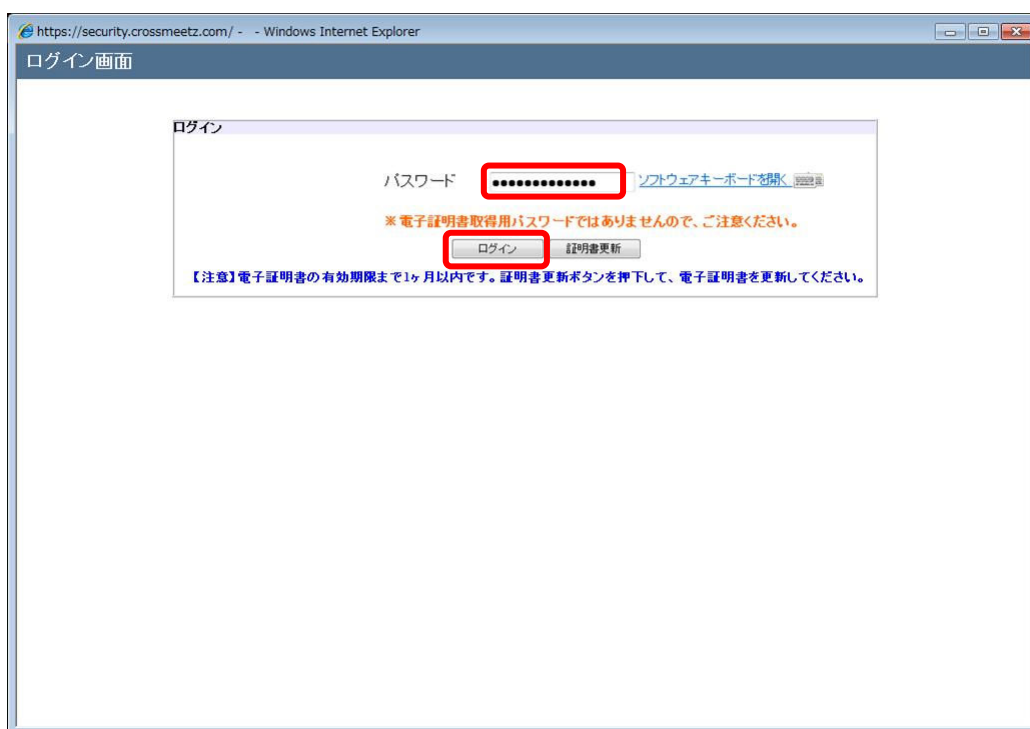 https://security.crossmeetz.com/ - - Windows Internet Explorer
ログイン画面
ログイン
パスワード ●●●●●●●●●●●●● ソフトウェアキーボードを開く
※電子証明書取得用パスワードではありませんので、ご注意ください。
ログイン 証明書更新
【注意】電子証明書の有効期限まで1ヶ月以内です。証明書更新ボタンを押下して、電子証明書を更新してください。